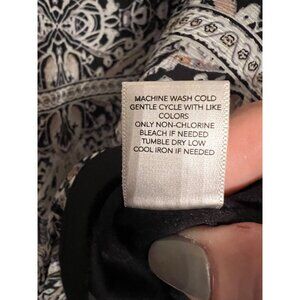 MACHINE WASH COLD
GENTLE CYCLE WITH LIKE
COLORS
ONLY NON-CHLORINE
BLEACH IF NEEDED
TUMBLE DRY LOW
COOL IRON IF NEEDED